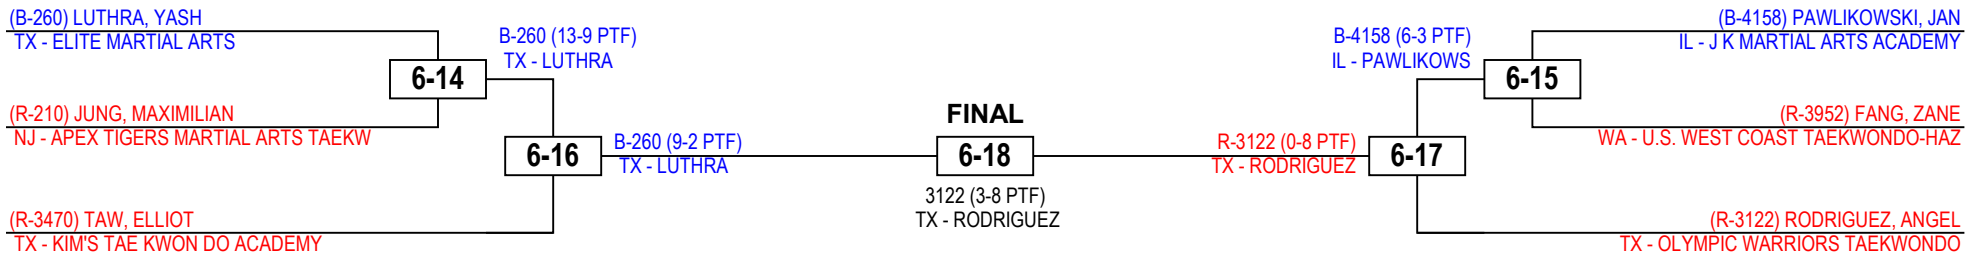 (B-260) LUTHRA, YASH
TX - ELITE MARTIAL ARTS
B-260 (13-9 PTF)
TX - LUTHRA
6-14
(R-210) JUNG, MAXIMILIAN
NJ - APEX TIGERS MARTIAL ARTS TAEKW
6-16
B-260 (9-2 PTF)
TX - LUTHRA
(R-3470) TAW, ELLIOT
TX - KIM'S TAE KWON DO ACADEMY
FINAL
6-18
3122 (3-8 PTF)
TX - RODRIGUEZ
(B-4158) PAWLIKOWSKI, JAN
IL - J K MARTIAL ARTS ACADEMY
B-4158 (6-3 PTF)
IL - PAWLIKOWS
6-15
(R-3952) FANG, ZANE
WA - U.S. WEST COAST TAEKWONDO-HAZ
R-3122 (0-8 PTF)
TX - RODRIGUEZ
6-17
(R-3122) RODRIGUEZ, ANGEL
TX - OLYMPIC WARRIORS TAEKWONDO